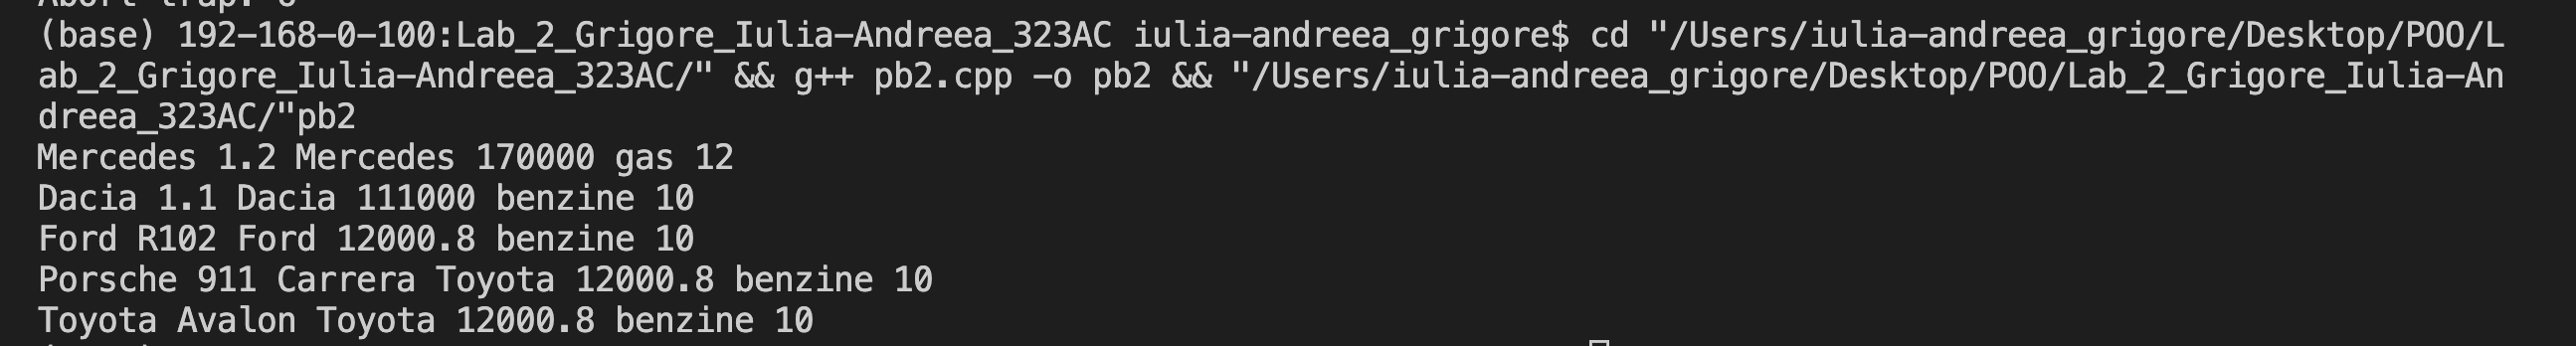 Abort trap: 6
(base) 192-168-0-100:Lab_2_Grigore_Iulia-Andreea_323AC iulia-andreea_grigore$ cd "/Users/iulia-andreea_grigore/Desktop/POO/L
ab_2_Grigore_Iulia-Andreea_323AC/" && g++ pb2.cpp -o pb2 && "/Users/iulia-andreea_grigore/Desktop/POO/Lab_2_Grigore_Iulia-An
dreea_323AC/"pb2
Mercedes 1.2 Mercedes 170000 gas 12
Dacia 1.1 Dacia 111000 benzine 10
Ford R102 Ford 12000.8 benzine 10
Porsche 911 Carrera Toyota 12000.8 benzine 10
Toyota Avalon Toyota 12000.8 benzine 10